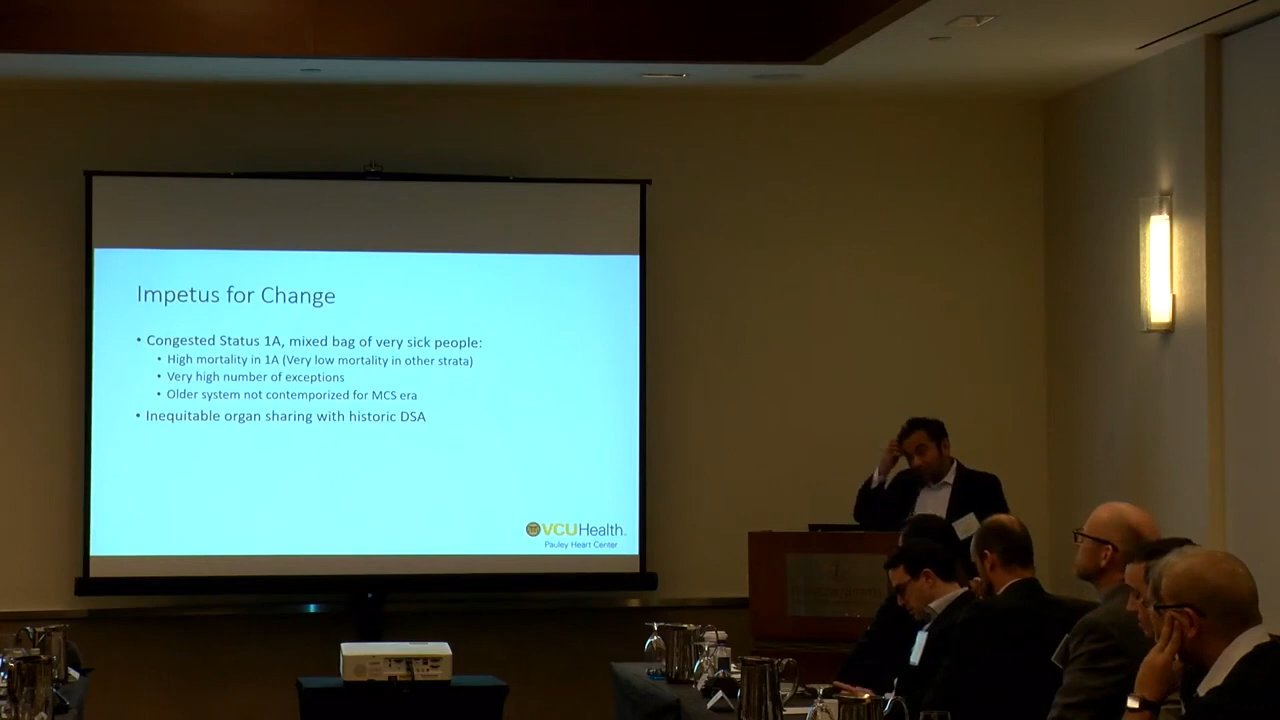 Impetus for Change
• Congested Status 1A, mixed bag of very sick people:
• High mortality in 1A (Very low mortality in other strata)
• Very high number of exceptions
• Older system not contemporized for MCS era
• Inequitable organ sharing with historic DSA
VCUHealth.
Pauley Heart Center